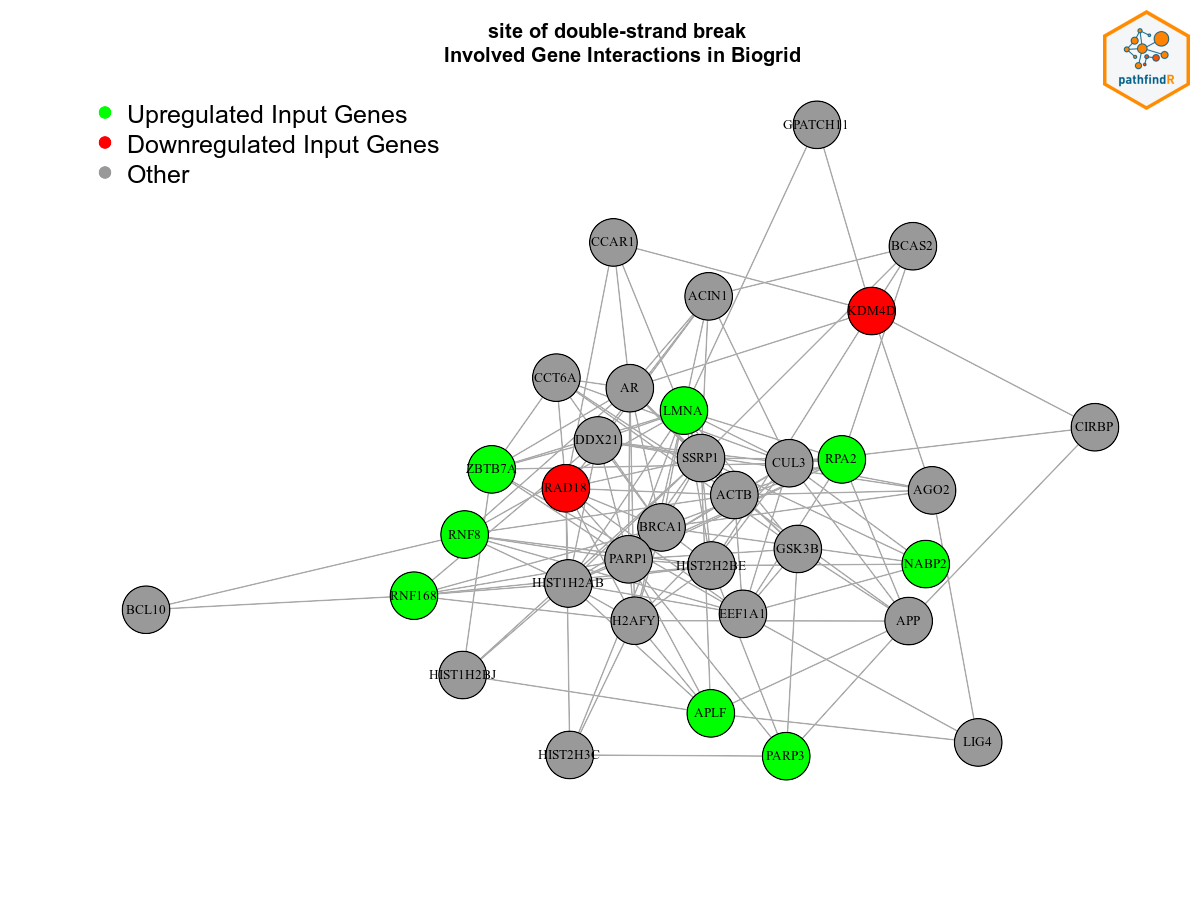 site of double-strand break
Involved Gene Interactions in Biogrid
pathfindR
Upregulated Input Genes
Downregulated Input Genes
Other
GPATCH11
CCAR1
BCAS2
ACIN1
KDM4D
CCT6A
AR
LMNA
CIRBP
DDX21
SSRP1
CUL3
RPA2
ZBTB7A
RAD18
ACTB
AGO2
BRCA1
RNF8
PARP1
HIST2H2BE
GSK3B
NABP2
HIST1H2AB
RNF168
BCL10
H2AFY
EEF1A1
APP
HIST1H2BJ
APLF
LIG4
HIST2H3C
PARP3